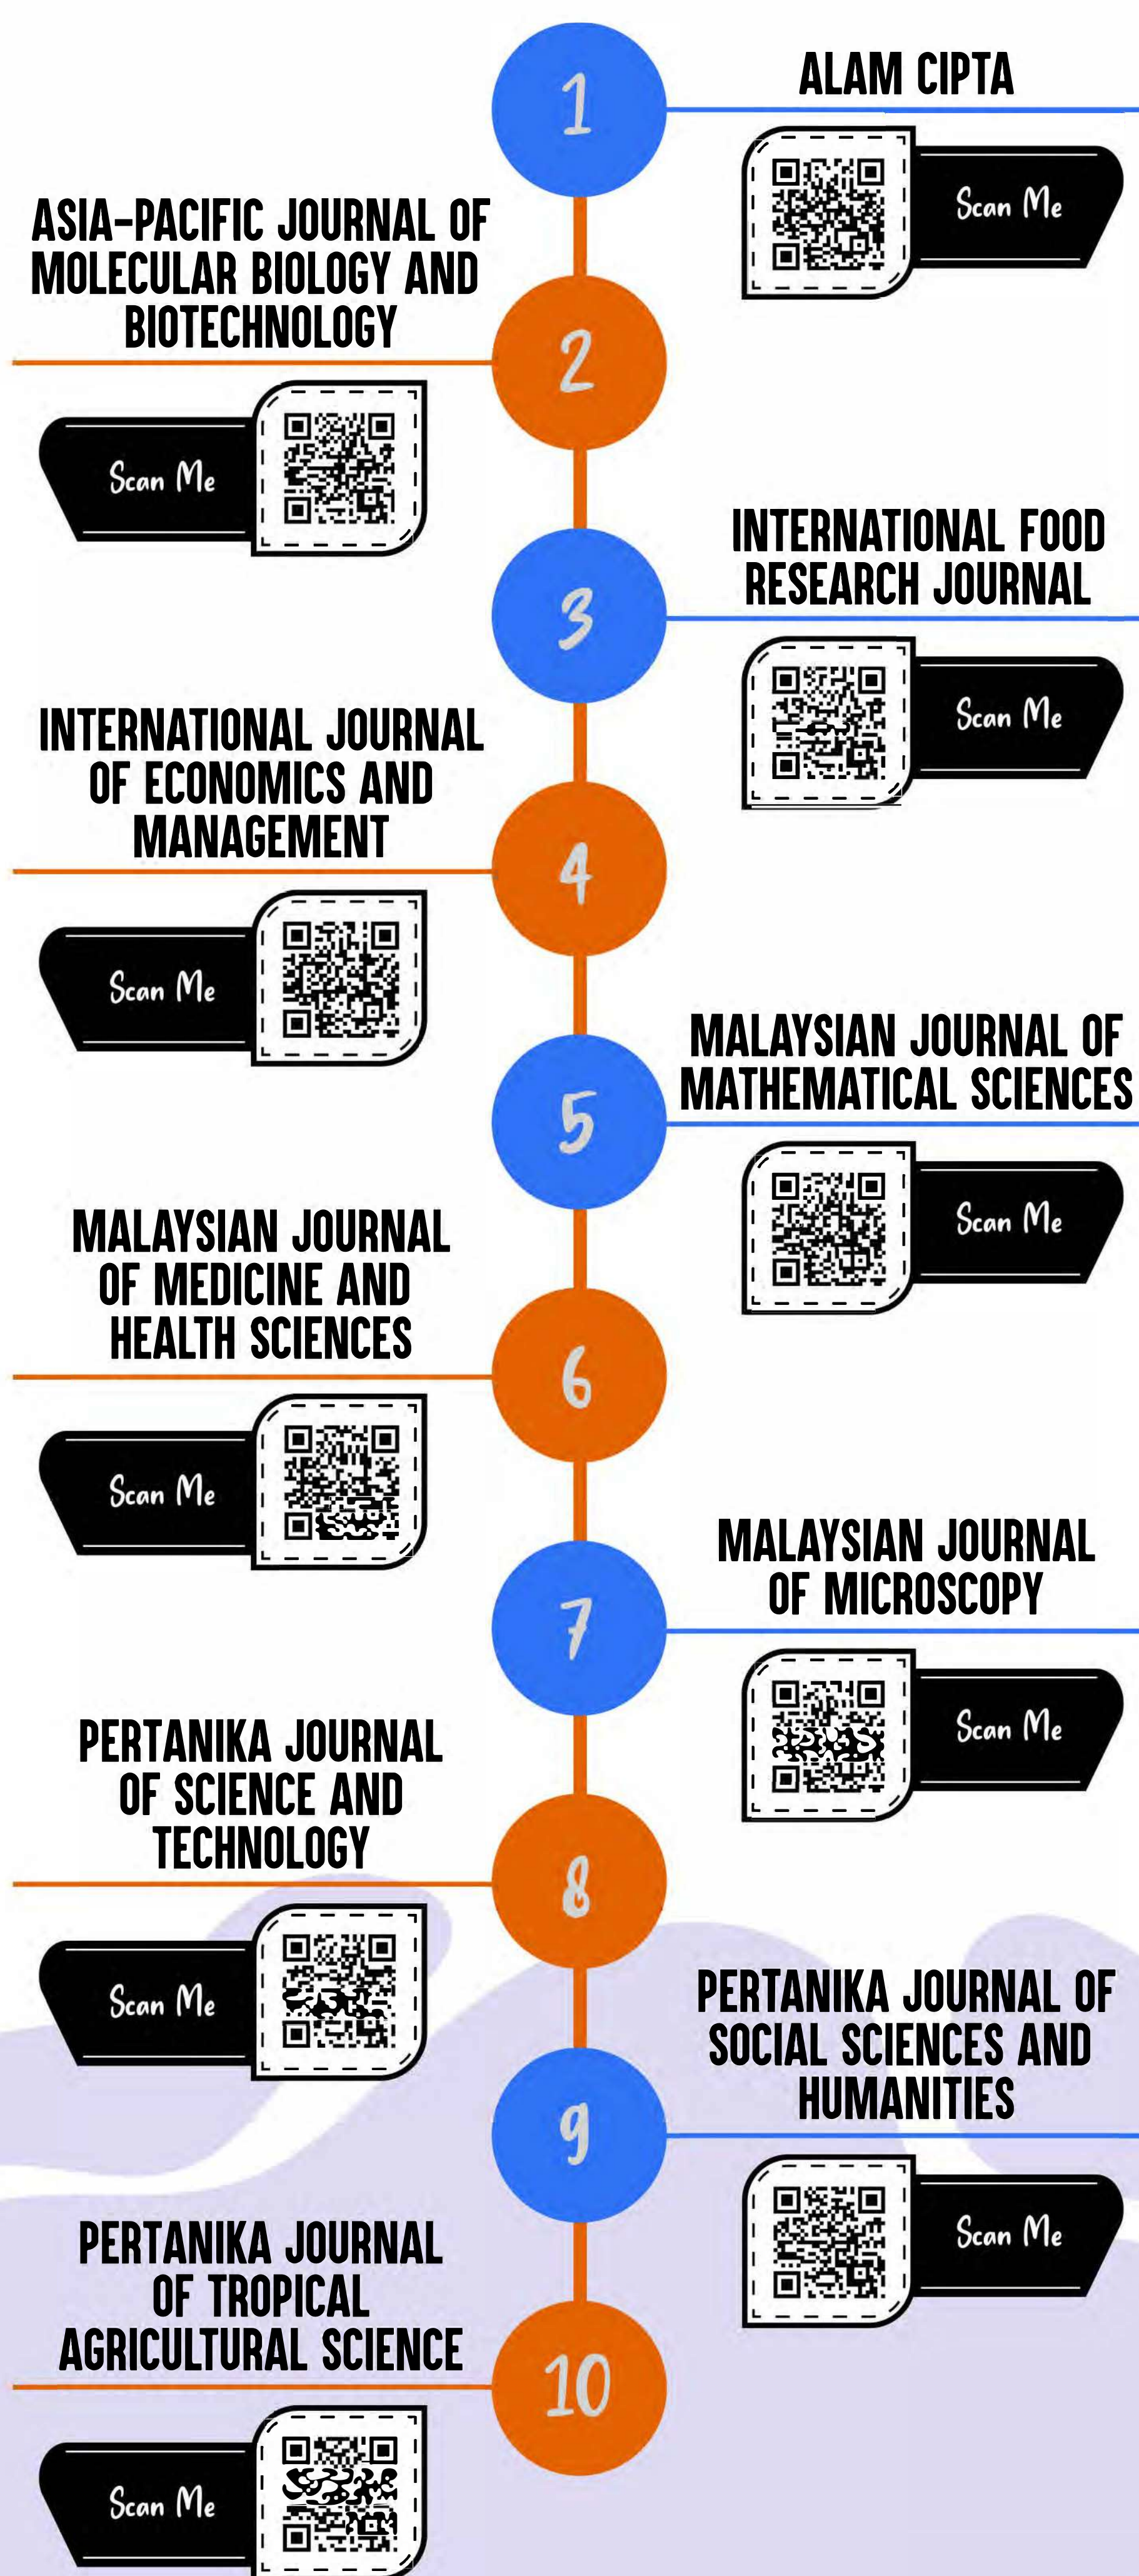 1
ALAM CIPTA
Scan Me
ASIA-PACIFIC JOURNAL OF
MOLECULAR BIOLOGY AND
BIOTECHNOLOGY
2
Scan Me
INTERNATIONAL FOOD
RESEARCH JOURNAL
3
Scan Me
INTERNATIONAL JOURNAL
OF ECONOMICS AND
MANAGEMENT
4
Scan Me
MALAYSIAN JOURNAL OF
MATHEMATICAL SCIENCES
5
Scan Me
MALAYSIAN JOURNAL
OF MEDICINE AND
HEALTH SCIENCES
6
Scan Me
MALAYSIAN JOURNAL
OF MICROSCOPY
7
Scan Me
PERTANIKA JOURNAL
OF SCIENCE AND
TECHNOLOGY
8
Scan Me
PERTANIKA JOURNAL OF
SOCIAL SCIENCES AND
HUMANITIES
9
Scan Me
PERTANIKA JOURNAL
OF TROPICAL
AGRICULTURAL SCIENCE
10
Scan Me